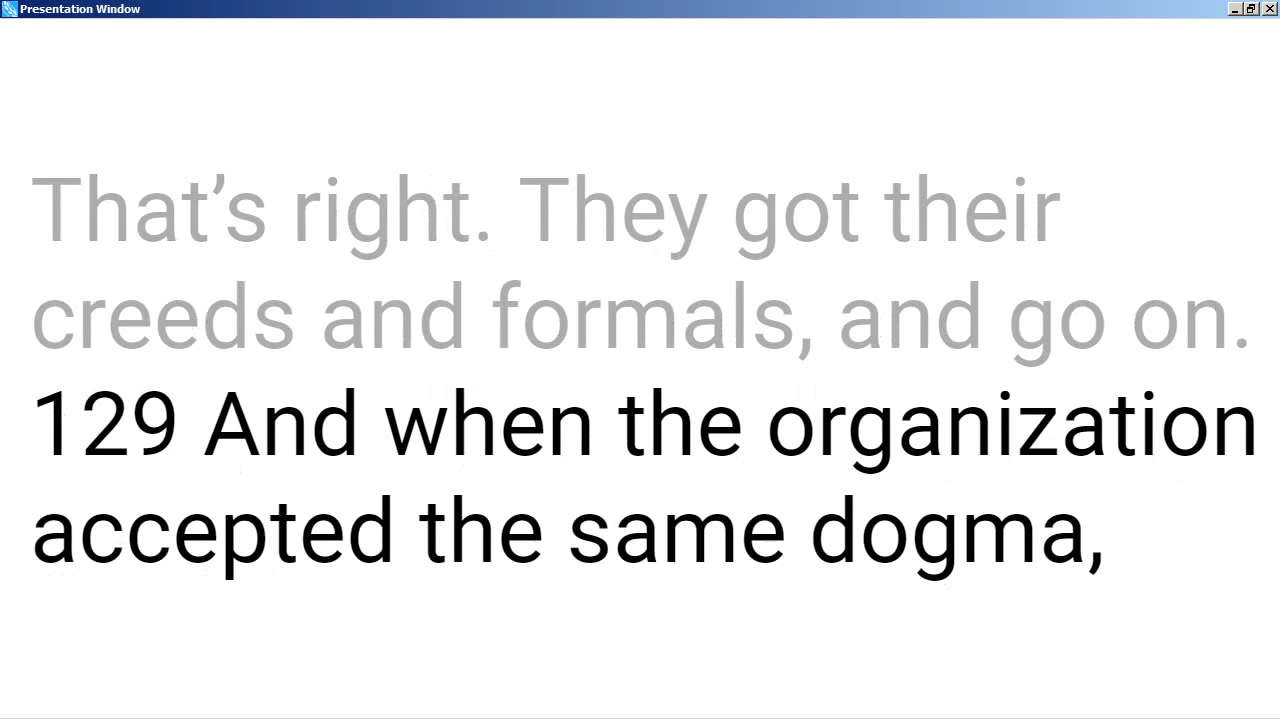 Presentation Window
That’s right. They got their
creeds and formals, and go on.
129 And when the organization
accepted the same dogma,